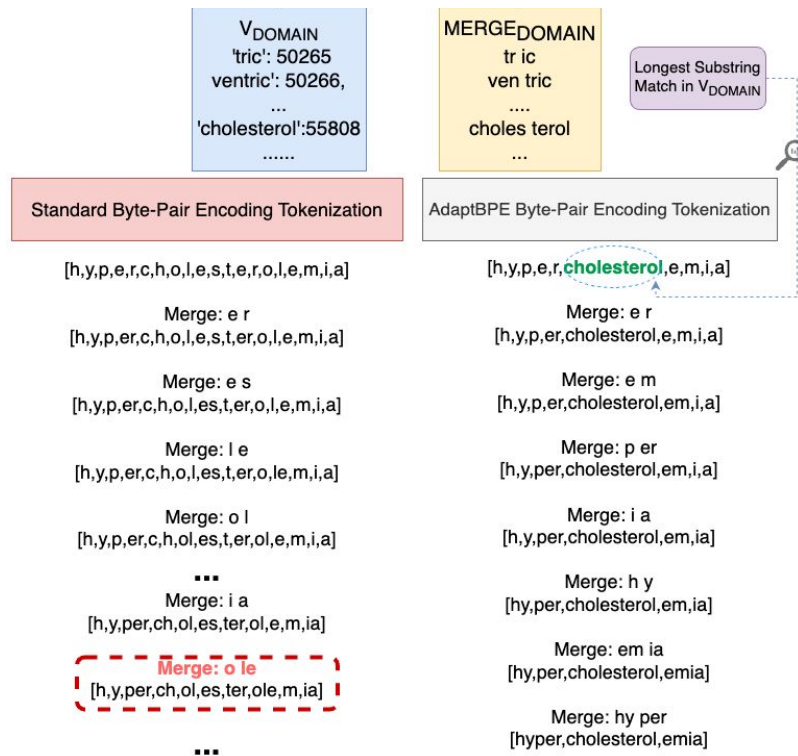 V_DOMAIN
'tric': 50265
ventric': 50266,
...
'cholesterol':55808
......
MERGE_DOMAIN
tr ic
ven tric
....
choles terol
...
Longest Substring
Match in V_DOMAIN
Standard Byte-Pair Encoding Tokenization
[h,y,p,e,r,c,h,o,l,e,s,t,e,r,o,l,e,m,i,a]
Merge: e r
[h,y,p,er,c,h,o,l,e,s,t,er,o,l,e,m,i,a]
Merge: e s
[h,y,p,er,c,h,o,l,es,t,er,o,l,e,m,i,a]
Merge: l e
[h,y,p,er,c,h,o,l,es,t,er,o,le,m,i,a]
Merge: o l
[h,y,p,er,c,h,ol,es,t,er,ol,e,m,i,a]
...
Merge: i a
[h,y,per,ch,ol,es,ter,ol,e,m,ia]
Merge: o le
[h,y,per,ch,ol,es,ter,ole,m,ia]
...
AdaptBPE Byte-Pair Encoding Tokenization
[h,y,p,e,r,cholesterol,e,m,i,a]
Merge: e r
[h,y,p,er,cholesterol,e,m,i,a]
Merge: e m
[h,y,p,er,cholesterol,em,i,a]
Merge: p er
[h,y,per,cholesterol,em,i,a]
Merge: i a
[h,y,per,cholesterol,em,ia]
Merge: h y
[hy,per,cholesterol,em,ia]
Merge: em ia
[hy,per,cholesterol,emia]
Merge: hy per
[hyper,cholesterol,emia]